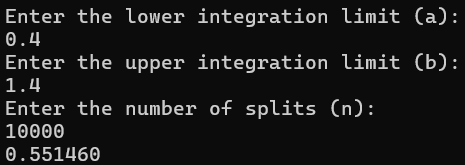 Enter the lower integration limit (a):
0.4
Enter the upper integration limit (b):
1.4
Enter the number of splits (n):
10000
0.551460